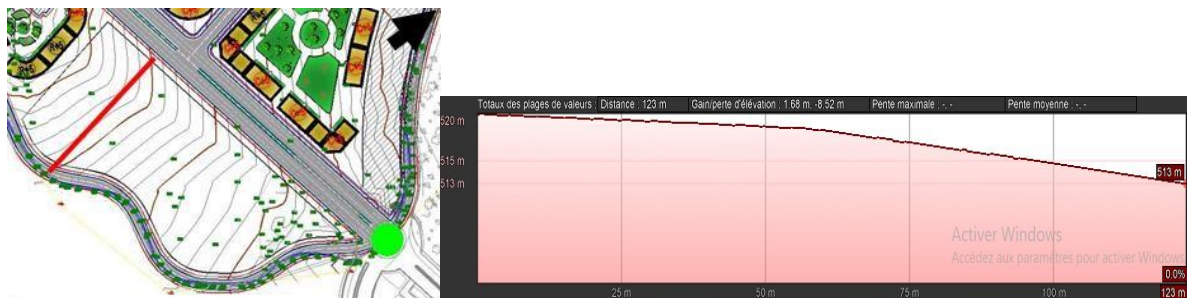 Totaux des plages de valeurs : Distance : 123 m Gain/perte d'élévation : 1.68 m. -8.52 m Pente maximale : -. - Pente moyenne : -. -
520 m
515 m
513 m
513 m
Activer Windows
Accédez aux paramètres pour activer Windows
0.0%
25 m 50 m 75 m 100 m 123 m